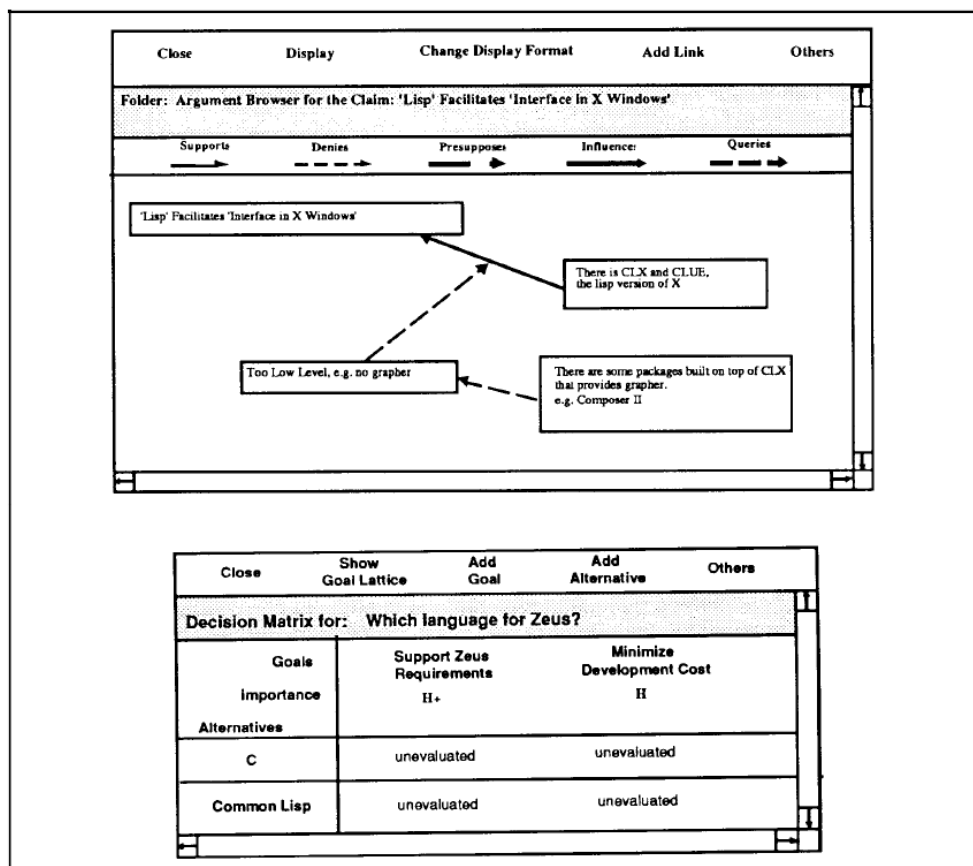 Close Display Change Display Format Add Link Others
Folder: Argument Browser for the Claim: 'Lisp' Facilitates 'Interface in X Windows'
Supports Denies Presupposes Influences Queries
'Lisp' Facilitates 'Interface in X Windows'
There is CLX and CLUE,
the lisp version of X
Too Low Level, e.g. no grapher
There are some packages built on top of CLX
that provides grapher.
e.g. Composer II
Close Show Goal Lattice Add Goal Add Alternative Others
Decision Matrix for: Which language for Zeus?
Goals Support Zeus Requirements Minimize Development Cost
Importance H+ H
Alternatives
C unevaluated unevaluated
Common Lisp unevaluated unevaluated